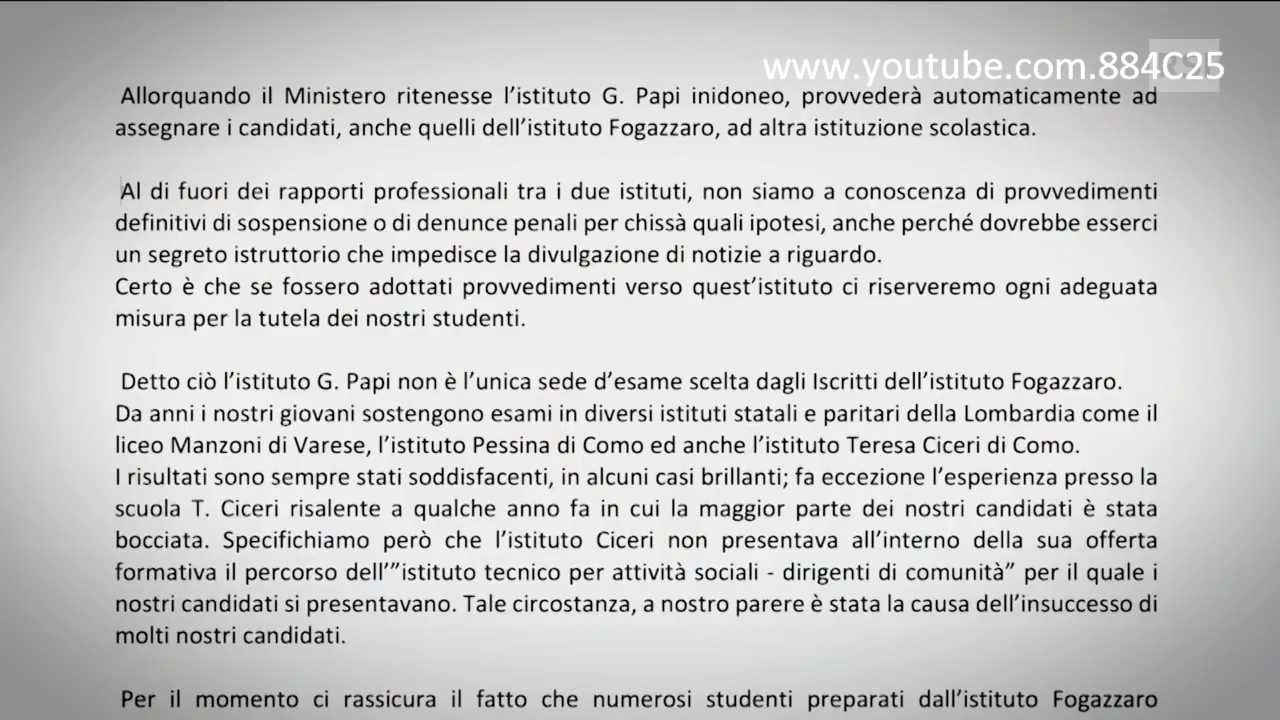 www.youtube.com.884C25
Allorquando il Ministero ritenesse l’istituto G. Papi inidoneo, provvederà automaticamente ad
assegnare i candidati, anche quelli dell’istituto Fogazzaro, ad altra istituzione scolastica.
Al di fuori dei rapporti professionali tra i due istituti, non siamo a conoscenza di provvedimenti
definitivi di sospensione o di denunce penali per chissà quali ipotesi, anche perché dovrebbe esserci
un segreto istruttorio che impedisce la divulgazione di notizie a riguardo.
Certo è che se fossero adottati provvedimenti verso quest’istituto ci riserveremo ogni adeguata
misura per la tutela dei nostri studenti.
Detto ciò l’istituto G. Papi non è l’unica sede d’esame scelta dagli Iscritti dell’istituto Fogazzaro.
Da anni i nostri giovani sostengono esami in diversi istituti statali e paritari della Lombardia come il
liceo Manzoni di Varese, l’istituto Pessina di Como ed anche l’istituto Teresa Ciceri di Como.
I risultati sono sempre stati soddisfacenti, in alcuni casi brillanti; fa eccezione l’esperienza presso la
scuola T. Ciceri risalente a qualche anno fa in cui la maggior parte dei nostri candidati è stata
bocciata. Specifichiamo però che l’istituto Ciceri non presentava all’interno della sua offerta
formativa il percorso dell’”istituto tecnico per attività sociali - dirigenti di comunità” per il quale i
nostri candidati si presentavano. Tale circostanza, a nostro parere è stata la causa dell’insuccesso di
molti nostri candidati.
Per il momento ci rassicura il fatto che numerosi studenti preparati dall’istituto Fogazzaro